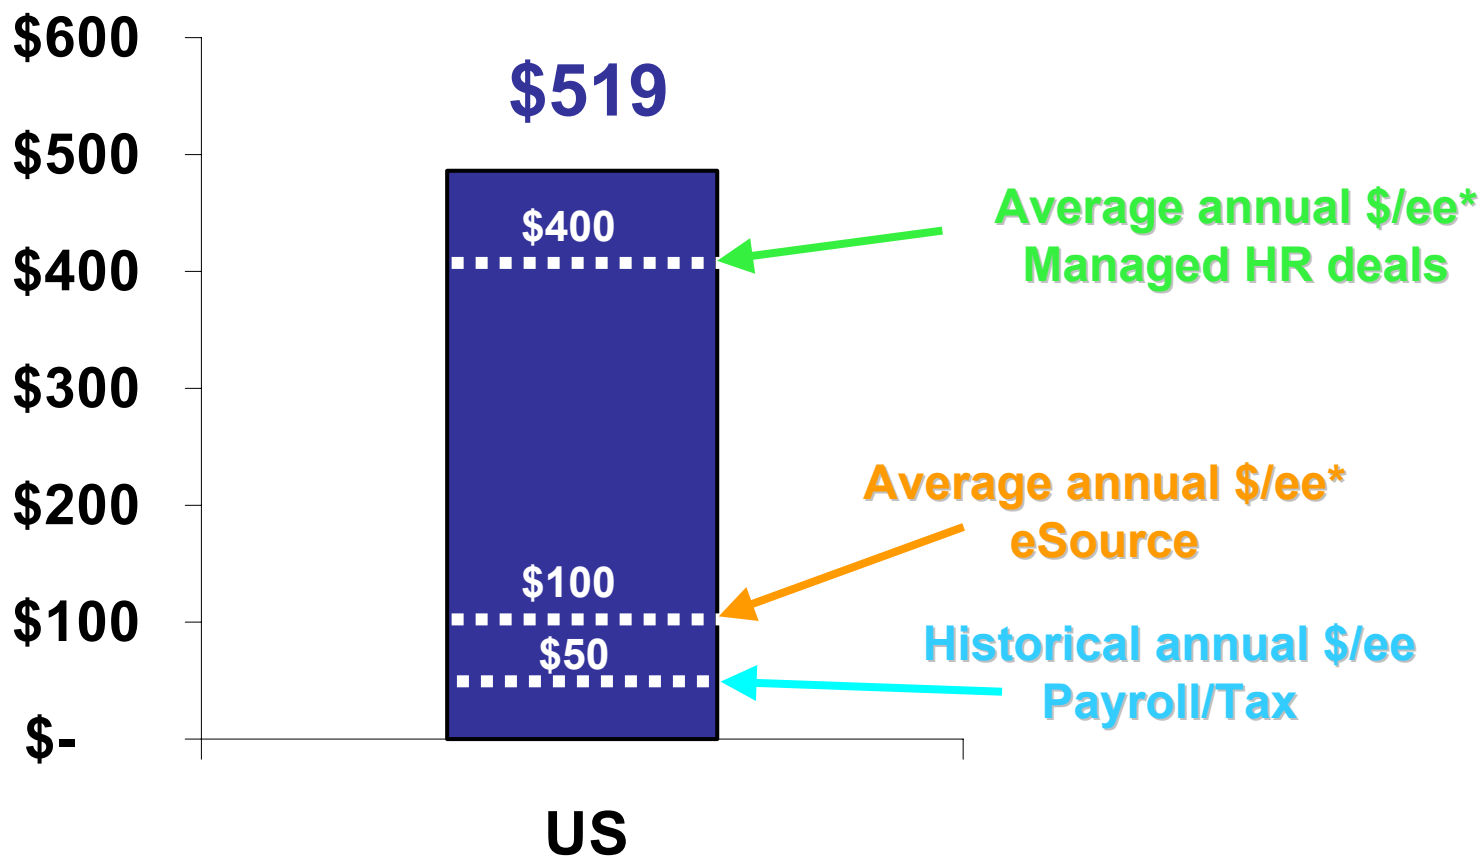 $600
$519
$500
Average annual $/ee*
Managed HR deals
$400
$400
$300
Average annual $/ee*
eSource
$200
$100
$100
Historical annual $/ee
Payroll/Tax
$50
$-
US